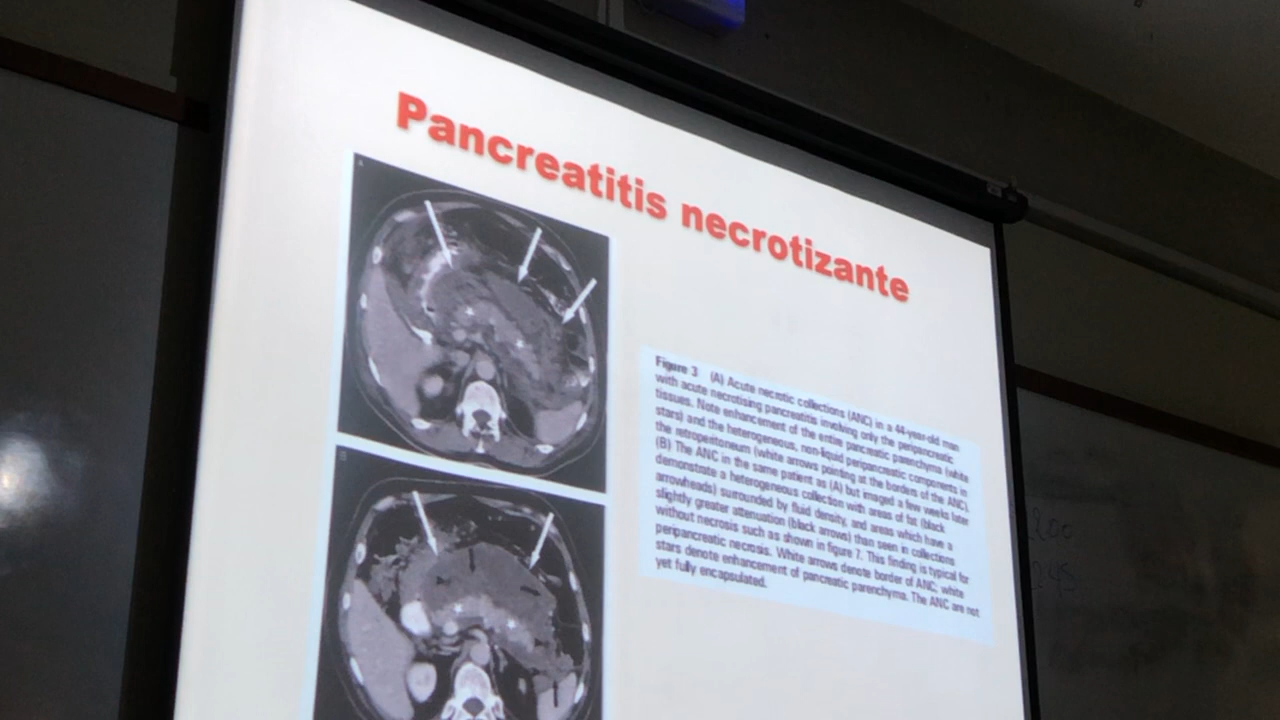 Pancreatitis necrotizante
A
B
Figure 3 (A) Acute necrotic collections (ANC) in a 44-year-old man
with acute necrotising pancreatitis involving only the peripancreatic
tissues. Note enhancement of the entire pancreatic parenchyma (white
stars) and the heterogeneous, non-liquid peripancreatic components in
the retroperitoneum (white arrows pointing at the borders of the ANC).
(B) The ANC in the same patient as (A) but imaged a few weeks later
demonstrate a heterogeneous collection with areas of fat (black
arrowheads) surrounded by fluid density, and areas which have a
slightly greater attenuation (black arrows) than seen in collections
without necrosis such as shown in figure 7. This finding is typical for
peripancreatic necrosis. White arrows denote border of ANC; white
stars denote enhancement of pancreatic parenchyma. The ANC are not
yet fully encapsulated.
200
245